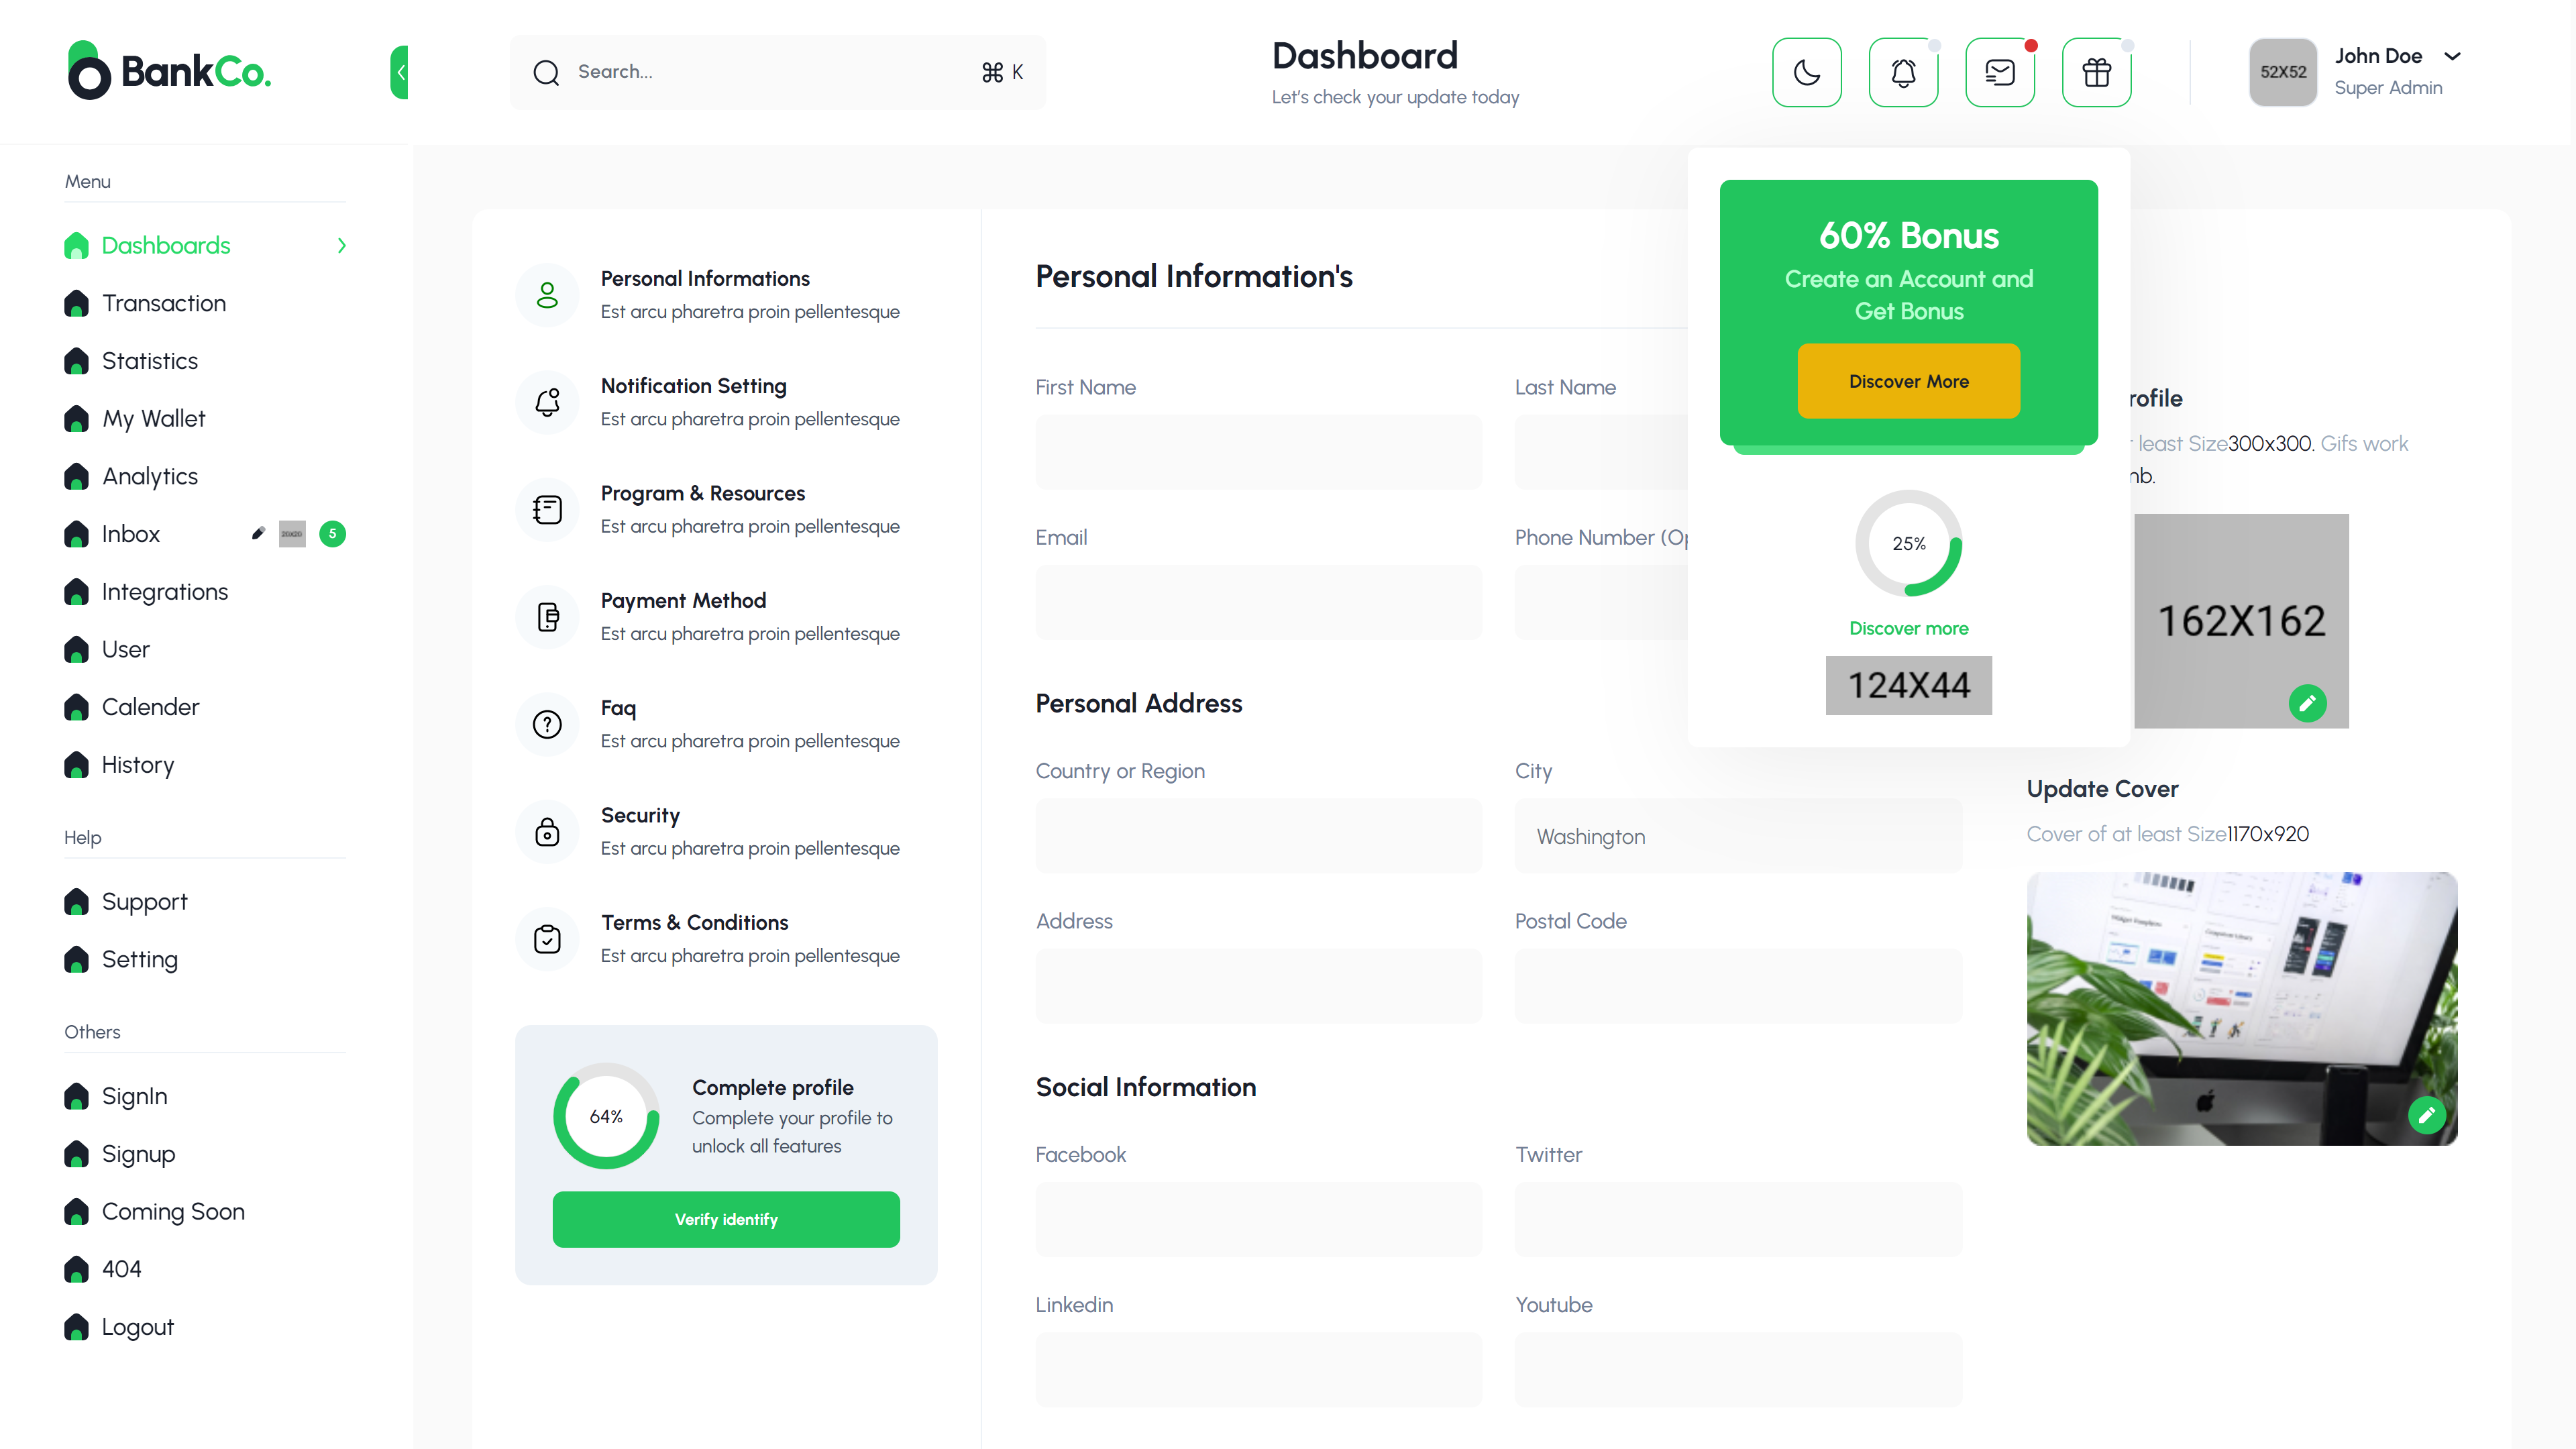 BankCo.
Search...
⌘ K
Dashboard
Let's check your update today
52X52
John Doe
Super Admin
Menu
Dashboards
Transaction
Statistics
My Wallet
Analytics
Inbox
20X20
5
Integrations
User
Calender
History
Help
Support
Setting
Others
SignIn
Signup
Coming Soon
404
Logout
Personal Informations
Est arcu pharetra proin pellentesque
Notification Setting
Est arcu pharetra proin pellentesque
Program & Resources
Est arcu pharetra proin pellentesque
Payment Method
Est arcu pharetra proin pellentesque
Faq
Est arcu pharetra proin pellentesque
Security
Est arcu pharetra proin pellentesque
Terms & Conditions
Est arcu pharetra proin pellentesque
64%
Complete profile
Complete your profile to
unlock all features
Verify identify
Personal Information's
First Name
Last Name
Email
Phone Number (Op
Personal Address
Country or Region
City
Washington
Address
Postal Code
Social Information
Facebook
Twitter
Linkedin
Youtube
60% Bonus
Create an Account and
Get Bonus
Discover More
25%
Discover more
124X44
rofile
least Size300x300. Gifs work
mb.
162X162
Update Cover
Cover of at least Size1170x920